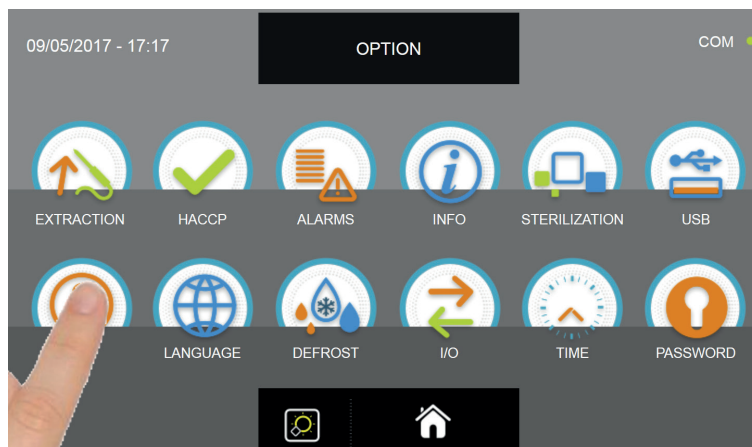 09/05/2017 - 17:17
OPTION
COM
EXTRACTION
HACCP
ALARMS
INFO
STERILIZATION
USB
LANGUAGE
DEFROST
I/O
TIME
PASSWORD